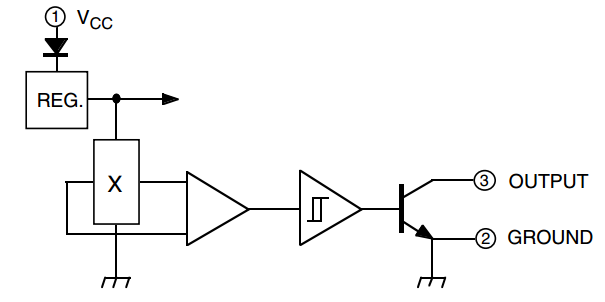 ① VCC
REG.
X
③ OUTPUT
② GROUND